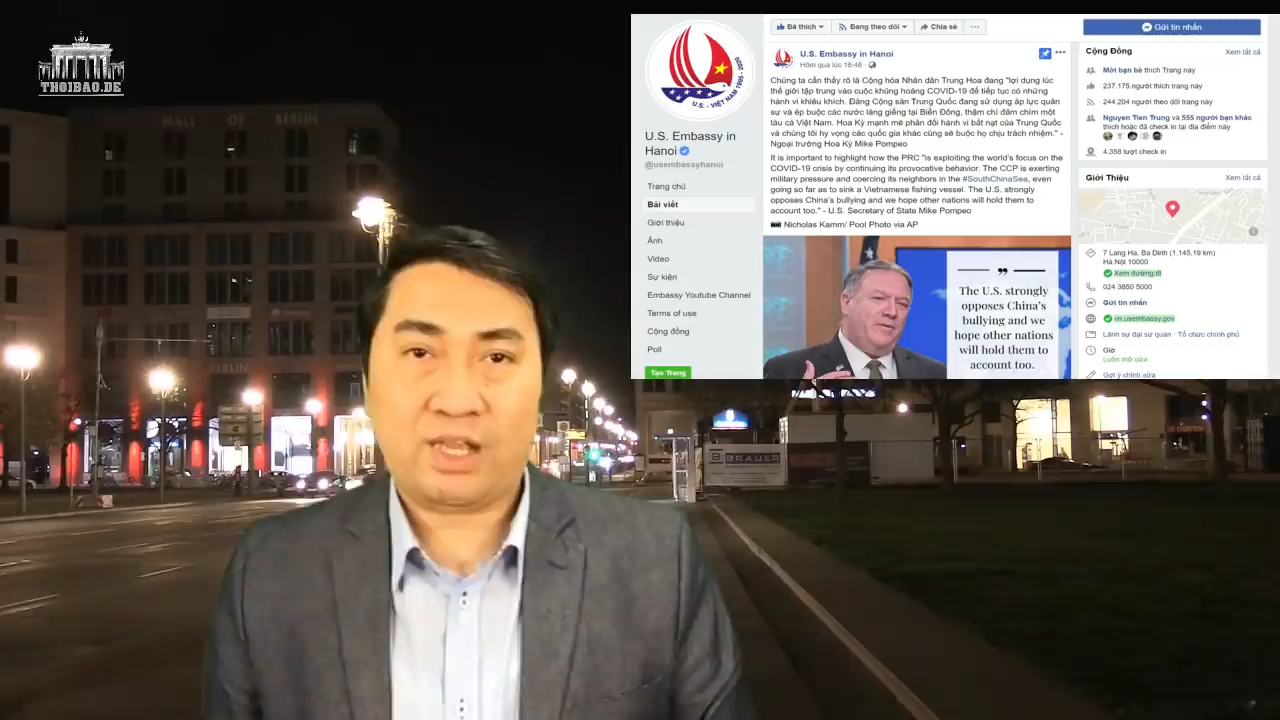 THOIBAO.DE
MALL OF BERLIN
BERLIN
BRAUER
U.S. - VIỆT NAM 1995 - 2020
U.S. Embassy in
Hanoi
@usembassyhanoi
Trang chủ
Bài viết
Giới thiệu
Ảnh
Video
Sự kiện
Embassy Youtube Channel
Terms of use
Cộng đồng
Poll
Tạo Trang
Đã thích
Đang theo dõi
Chia sẻ
U.S. Embassy in Hanoi
Hôm qua lúc 16:46
Chúng ta cần thấy rõ là Cộng hòa Nhân dân Trung Hoa đang "lợi dụng lúc
thế giới tập trung vào cuộc khủng hoảng COVID-19 để tiếp tục có những
hành vi khiêu khích. Đảng Cộng sản Trung Quốc đang sử dụng áp lực quân
sự và ép buộc các nước láng giềng tại Biển Đông, thậm chí đâm chìm một
tàu cá Việt Nam. Hoa Kỳ mạnh mẽ phản đối hành vi bắt nạt của Trung Quốc
và chúng tôi hy vọng các quốc gia khác cũng sẽ buộc họ chịu trách nhiệm." -
Ngoại trưởng Hoa Kỳ Mike Pompeo
It is important to highlight how the PRC "is exploiting the world's focus on the
COVID-19 crisis by continuing its provocative behavior. The CCP is exerting
military pressure and coercing its neighbors in the #SouthChinaSea, even
going so far as to sink a Vietnamese fishing vessel. The U.S. strongly
opposes China's bullying and we hope other nations will hold them to
account too." - U.S. Secretary of State Mike Pompeo
Nicholas Kamm/ Pool Photo via AP
The U.S. strongly
opposes China's
bullying and we
hope other nations
will hold them to
account too.
Gửi tin nhắn
Cộng Đồng
Xem tất cả
Mời bạn bè thích Trang này
237.175 người thích trang này
244.204 người theo dõi trang này
Nguyen Tien Trung và 555 người bạn khác
thích hoặc đã check in tại địa điểm này
4.358 lượt check in
Giới Thiệu
Xem tất cả
7 Lang Ha, Ba Dinh (1.145,19 km)
Hà Nội 10000
Xem đường đi
024 3850 5000
Gửi tin nhắn
vn.usembassy.gov
Lãnh sự đại sứ quán · Tổ chức chính phủ
Giờ
Luôn mở cửa
Gợi ý chỉnh sửa